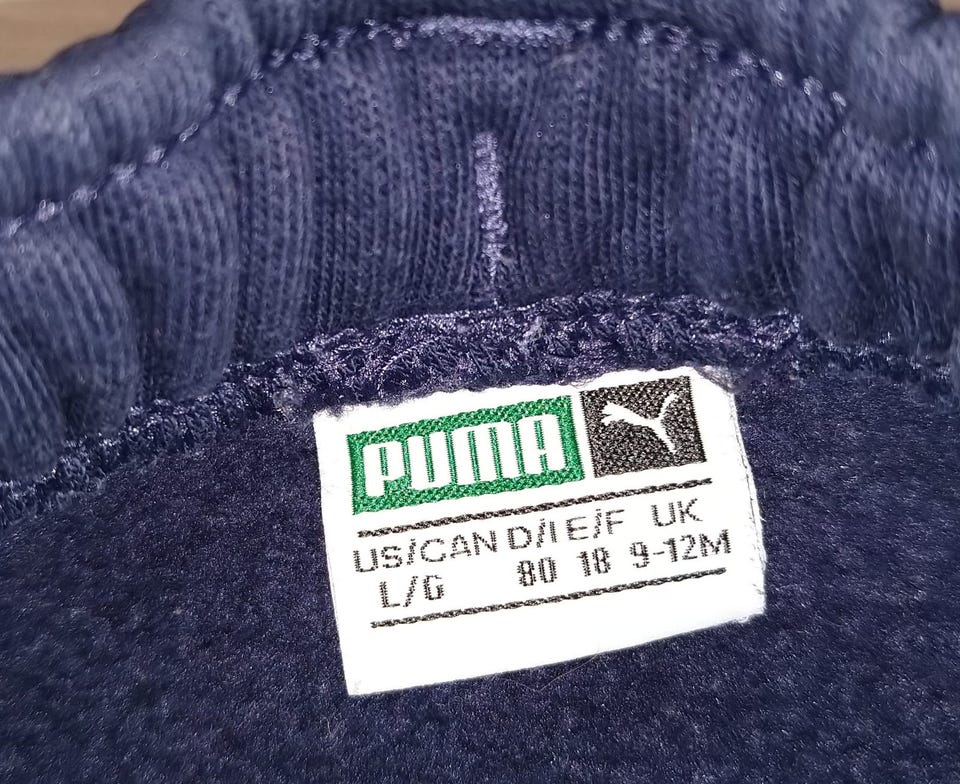 PUMA
US/CAN D/I E/F UK
L/G 80 18 9-12M